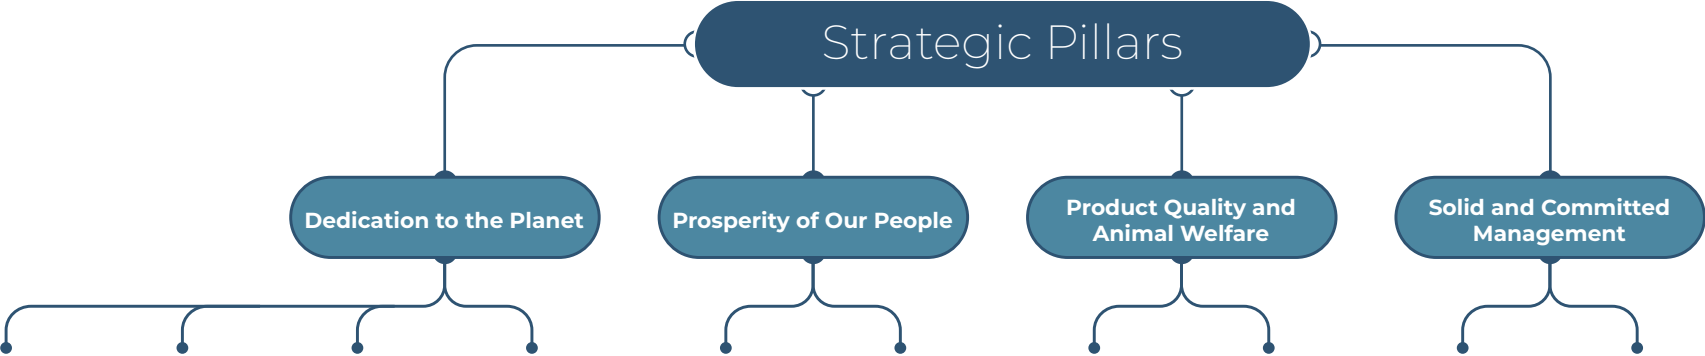 Strategic Pillars
Dedication to the Planet
Prosperity of Our People
Product Quality and
Animal Welfare
Solid and Committed
Management